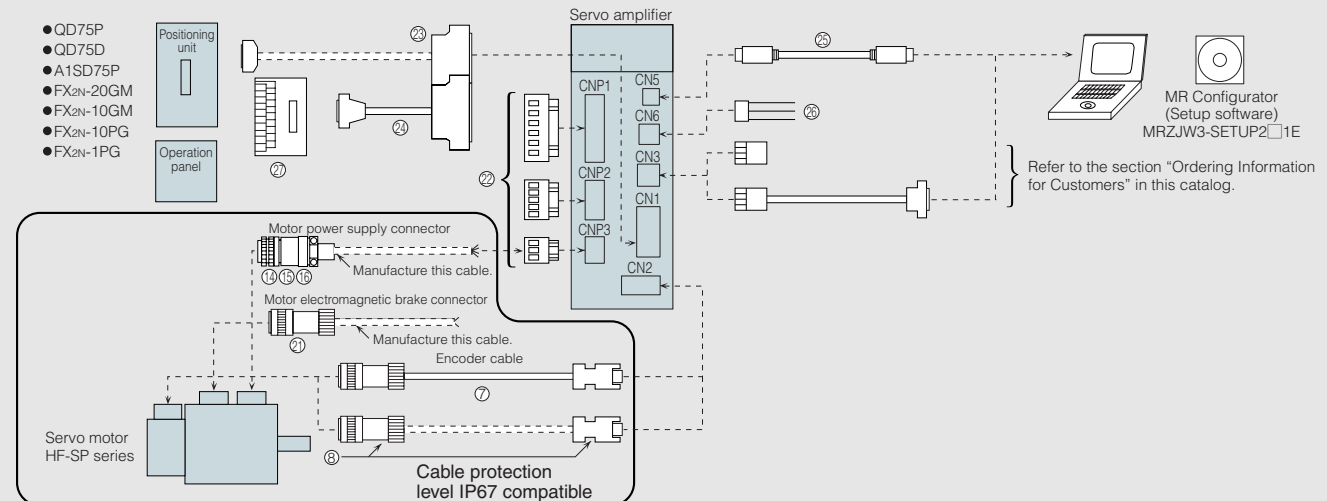 ● QD75P
● QD75D
● A1SD75P
● FX2N-20GM
● FX2N-10GM
● FX2N-10PG
● FX2N-1PG
Positioning
unit
Operation
panel
㉓
㉔
㉗
㉒
Servo amplifier
CNP1
CNP2
CNP3
CN5
CN6
CN3
CN1
CN2
㉕
㉖
MR Configurator
(Setup software)
MRZJW3-SETUP2□1E
Refer to the section “Ordering Information
for Customers” in this catalog.
Motor power supply connector
⑭ ⑮ ⑯
Manufacture this cable.
Motor electromagnetic brake connector
㉑
Manufacture this cable.
Encoder cable
⑦
⑧
Servo motor
HF-SP series
Cable protection
level IP67 compatible